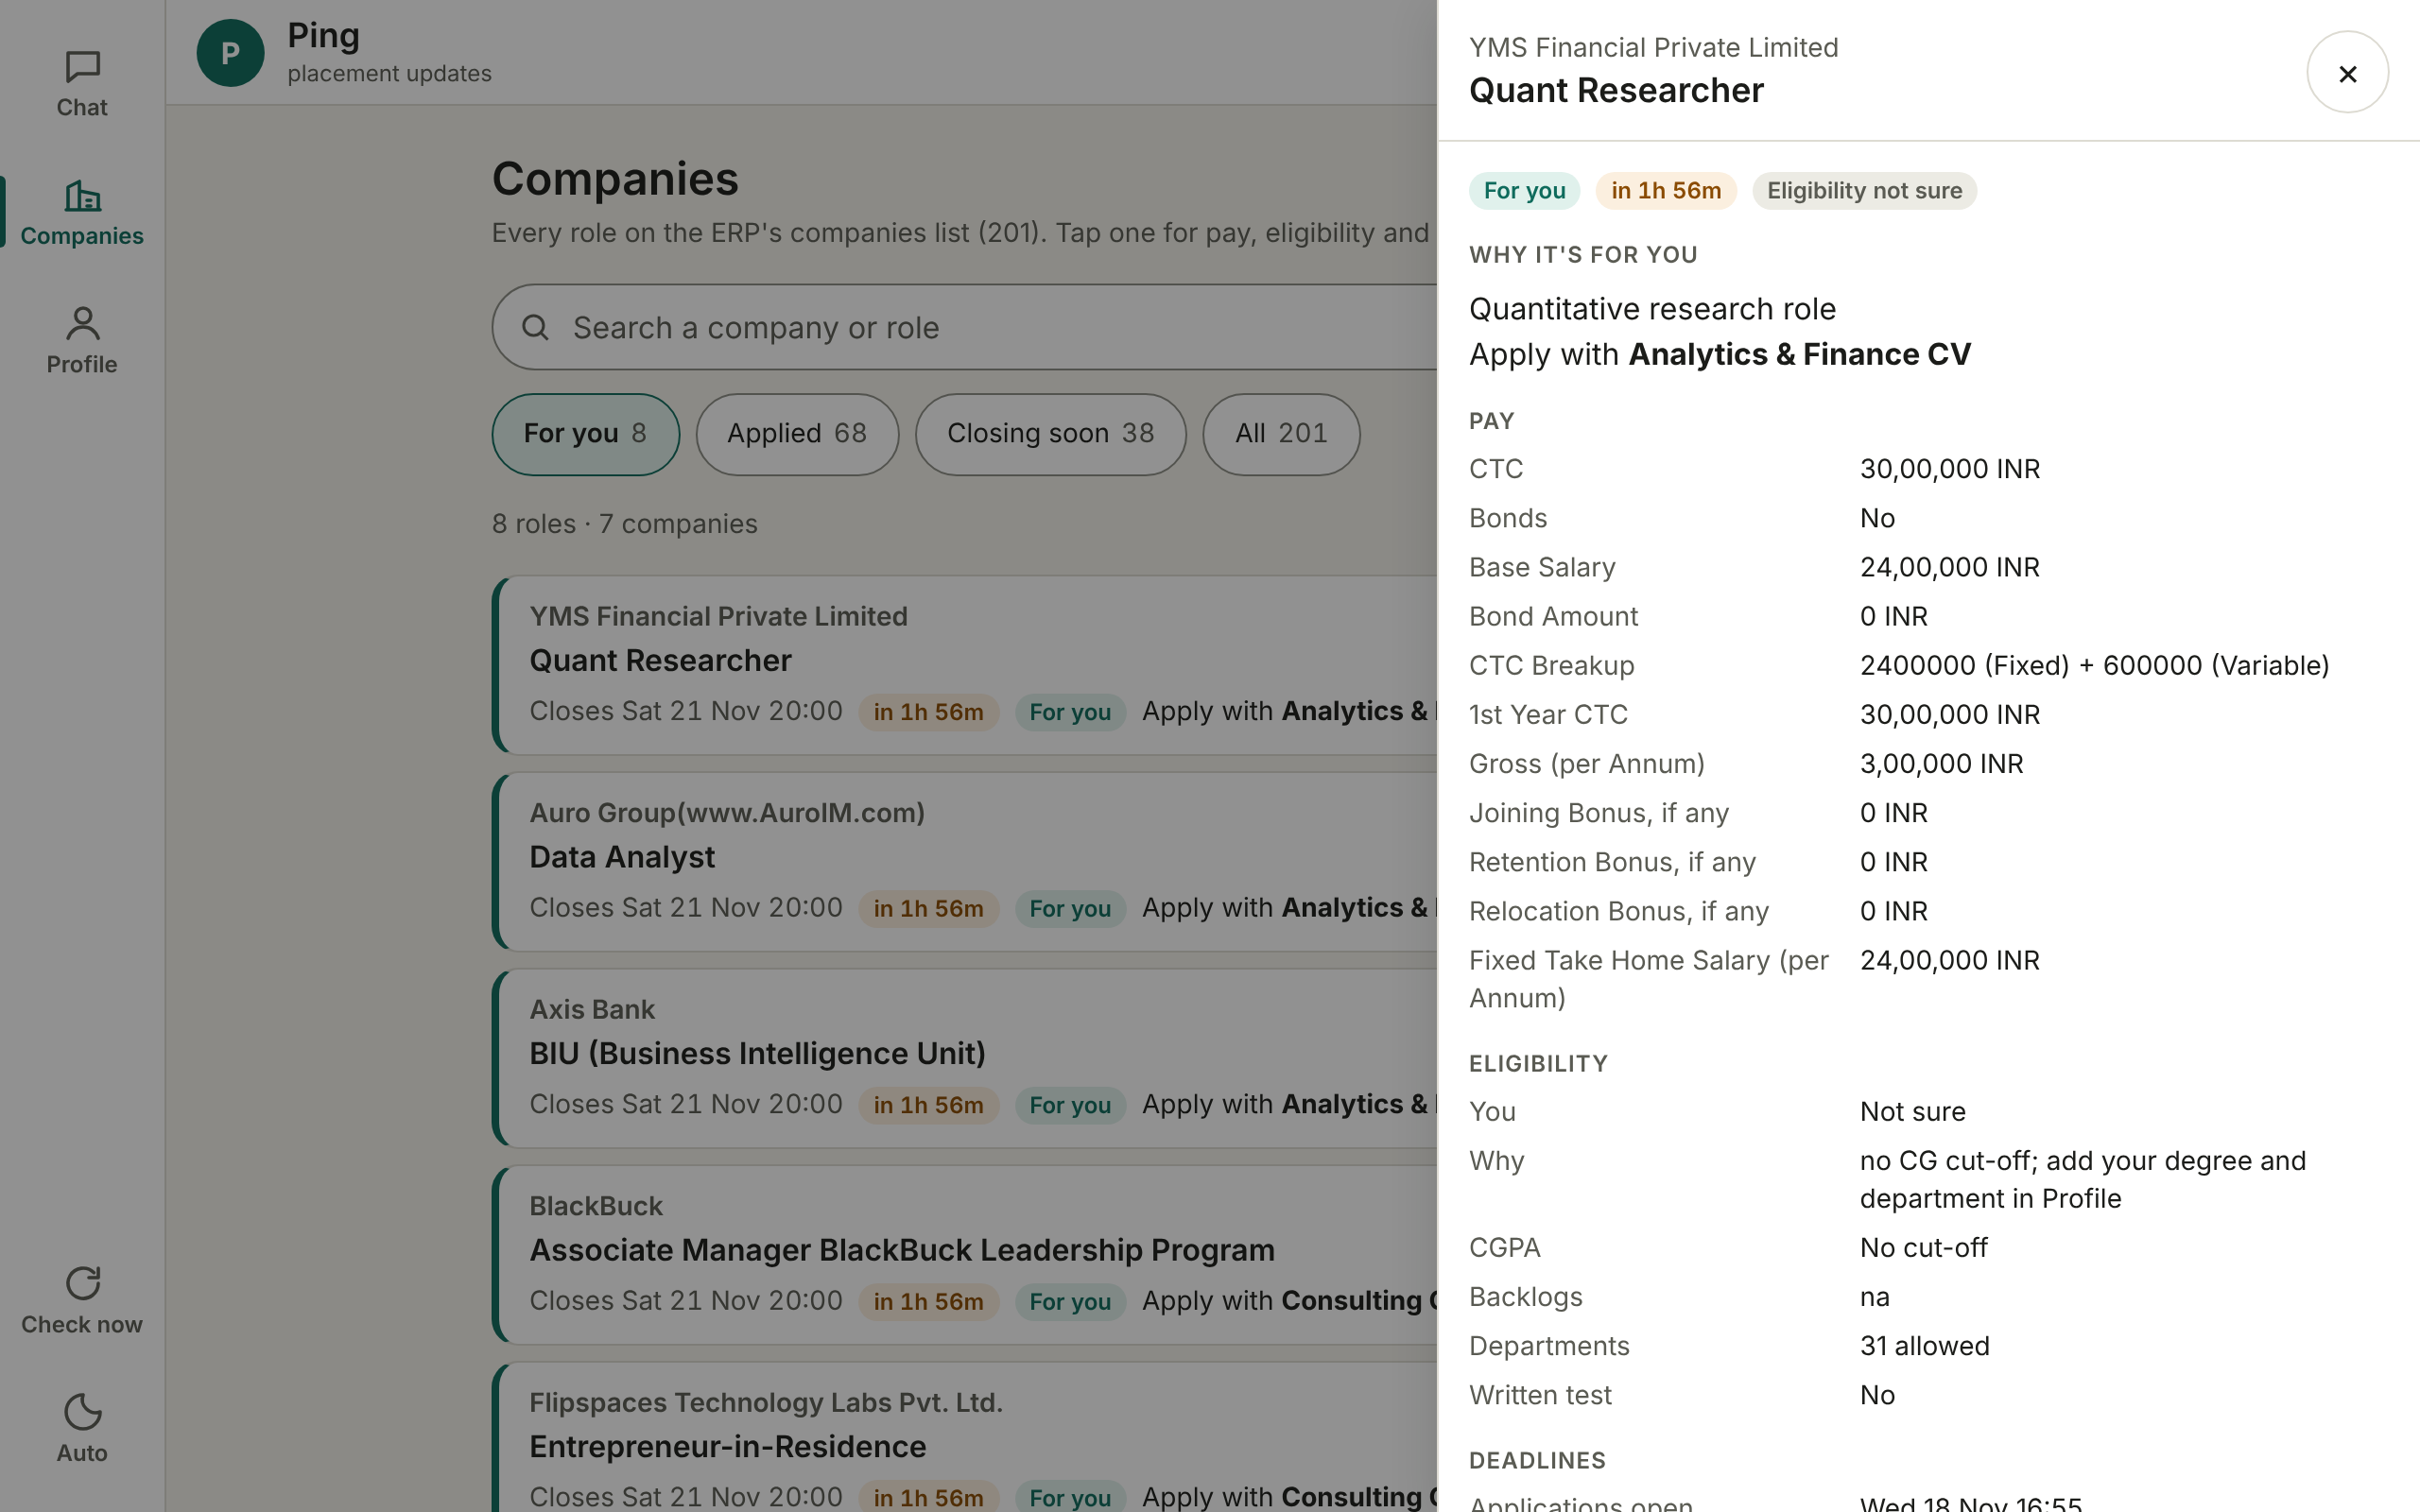 Chat
Companies
Profile
Check now
Auto
P
Ping
placement updates
Companies
Every role on the ERP's companies list (201). Tap one for pay, eligibility and
Search a company or role
For you 8
Applied 68
Closing soon 38
All 201
8 roles · 7 companies
YMS Financial Private Limited
Quant Researcher
Closes Sat 21 Nov 20:00 in 1h 56m For you Apply with Analytics &
Auro Group(www.AuroIM.com)
Data Analyst
Closes Sat 21 Nov 20:00 in 1h 56m For you Apply with Analytics &
Axis Bank
BIU (Business Intelligence Unit)
Closes Sat 21 Nov 20:00 in 1h 56m For you Apply with Analytics &
BlackBuck
Associate Manager BlackBuck Leadership Program
Closes Sat 21 Nov 20:00 in 1h 56m For you Apply with Consulting
Flipspaces Technology Labs Pvt. Ltd.
Entrepreneur-in-Residence
Closes Sat 21 Nov 20:00 in 1h 56m For you Apply with Consulting
YMS Financial Private Limited
Quant Researcher
For you in 1h 56m Eligibility not sure
WHY IT'S FOR YOU
Quantitative research role
Apply with Analytics & Finance CV
PAY
CTC 30,00,000 INR
Bonds No
Base Salary 24,00,000 INR
Bond Amount 0 INR
CTC Breakup 2400000 (Fixed) + 600000 (Variable)
1st Year CTC 30,00,000 INR
Gross (per Annum) 3,00,000 INR
Joining Bonus, if any 0 INR
Retention Bonus, if any 0 INR
Relocation Bonus, if any 0 INR
Fixed Take Home Salary (per 24,00,000 INR
Annum)
ELIGIBILITY
You Not sure
Why no CG cut-off; add your degree and
department in Profile
CGPA No cut-off
Backlogs na
Departments 31 allowed
Written test No
DEADLINES
Applications open Wed 18 Nov 16:55